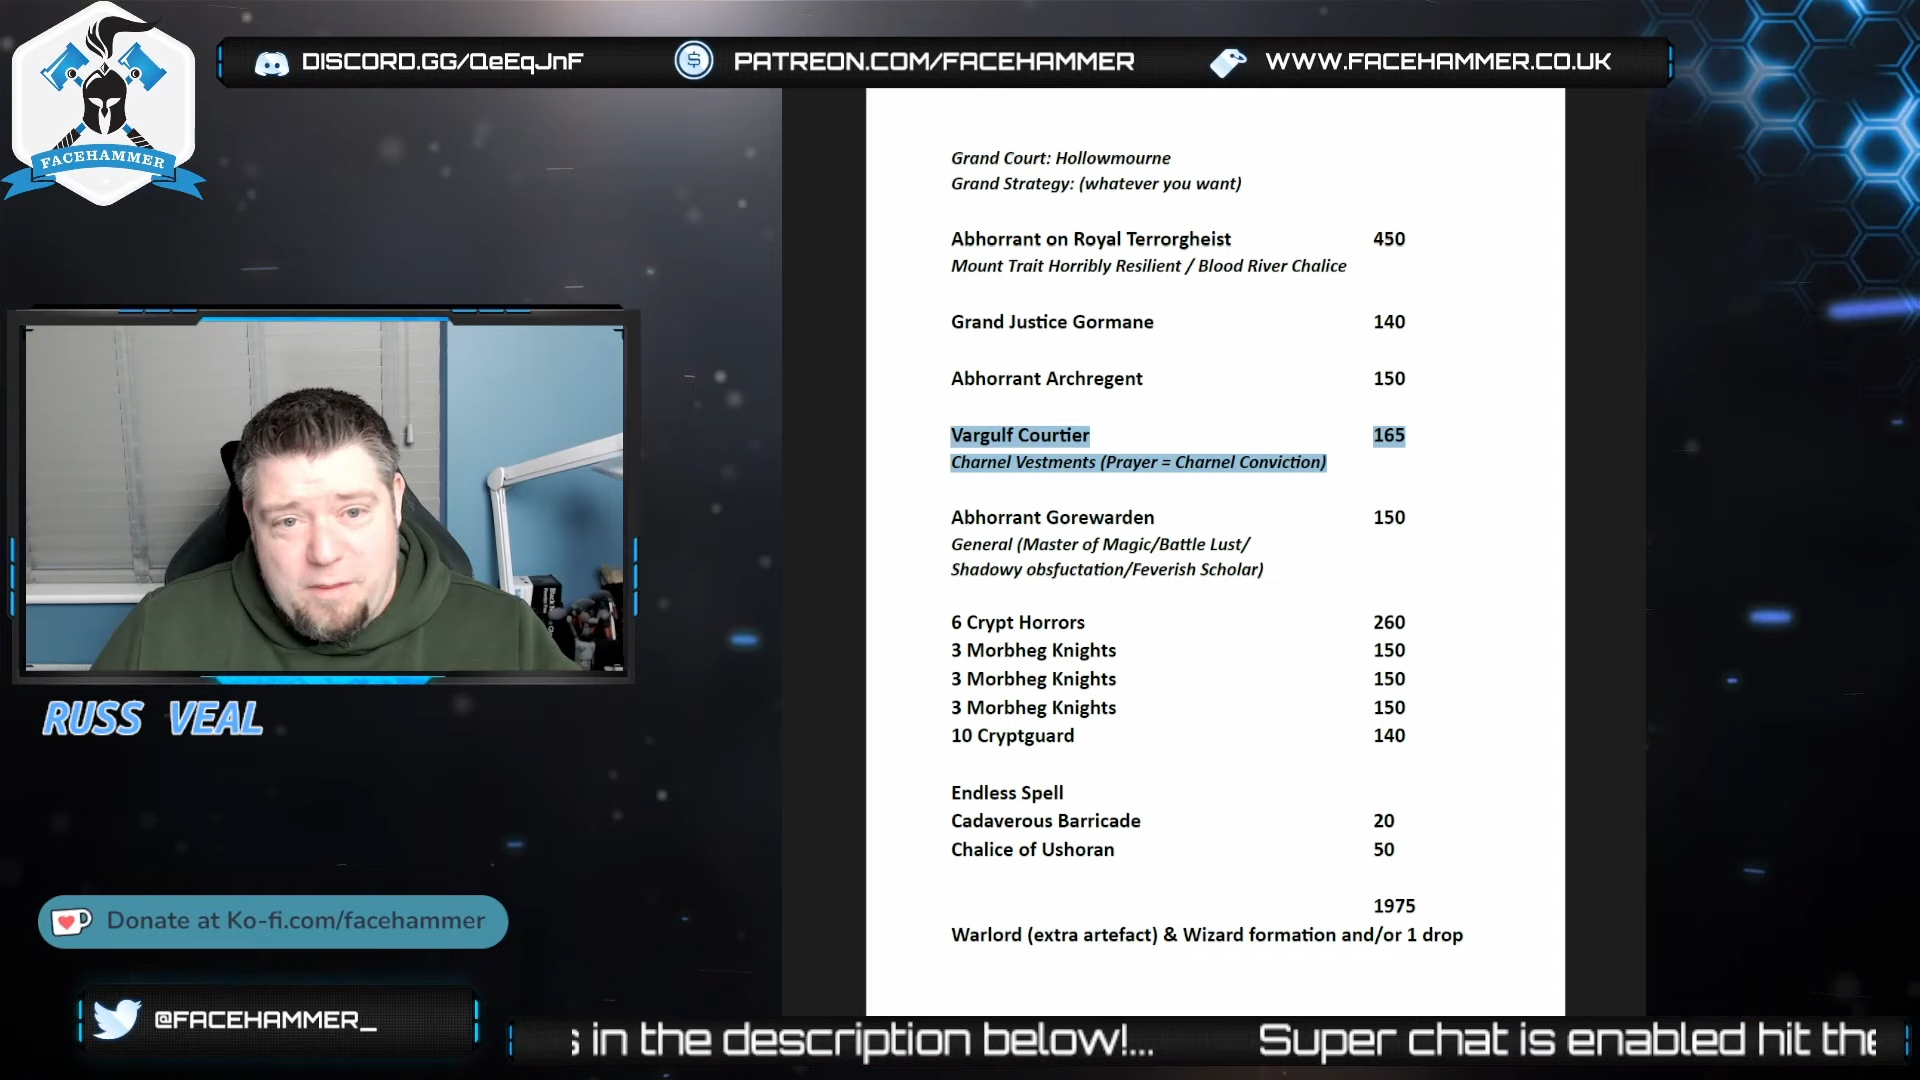 DISCORD.GG/QeEqJnF
PATREON.COM/FACEHAMMER
WWW.FACEHAMMER.CO.UK
FACEHAMMER
Grand Court: Hollowmourne
Grand Strategy: (whatever you want)
Abhorrant on Royal Terrorgheist 450
Mount Trait Horribly Resilient / Blood River Chalice
Grand Justice Gormane 140
Abhorrant Archregent 150
Vargulf Courtier 165
Charnel Vestments (Prayer = Charnel Conviction)
Abhorrant Gorewarden 150
General (Master of Magic/Battle Lust/
Shadowy obsfuctation/Feverish Scholar)
6 Crypt Horrors 260
3 Morbheg Knights 150
3 Morbheg Knights 150
3 Morbheg Knights 150
10 Cryptguard 140
Endless Spell
Cadaverous Barricade 20
Chalice of Ushoran 50
1975
Warlord (extra artefact) & Wizard formation and/or 1 drop
RUSS VEAL
Donate at Ko-fi.com/facehammer
@FACEHAMMER_
s in the description below!... Super chat is enabled hit the